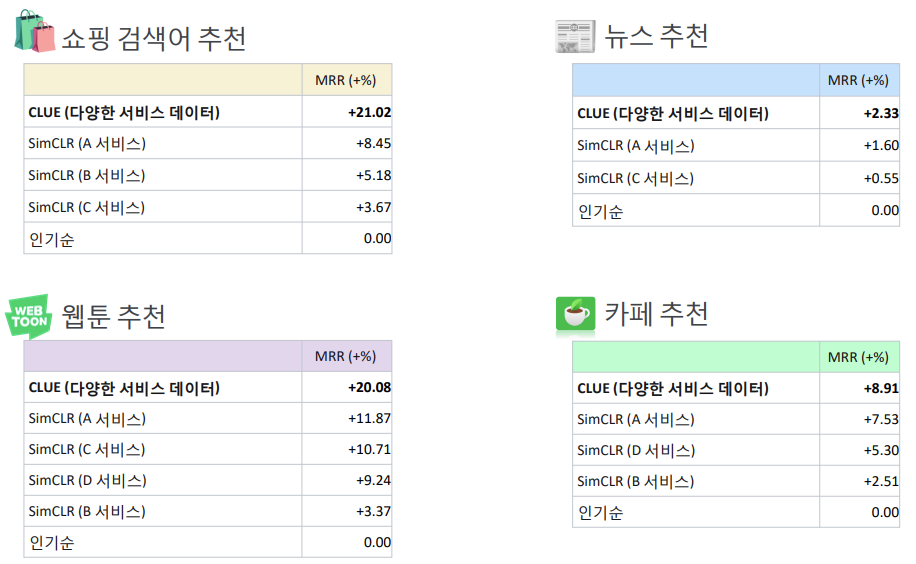 쇼핑 검색어 추천
MRR (+%)
CLUE (다양한 서비스 데이터) +21.02
SimCLR (A 서비스) +8.45
SimCLR (B 서비스) +5.18
SimCLR (C 서비스) +3.67
인기순 0.00
뉴스 추천
MRR (+%)
CLUE (다양한 서비스 데이터) +2.33
SimCLR (A 서비스) +1.60
SimCLR (C 서비스) +0.55
인기순 0.00
WEB
TOON
웹툰 추천
MRR (+%)
CLUE (다양한 서비스 데이터) +20.08
SimCLR (A 서비스) +11.87
SimCLR (C 서비스) +10.71
SimCLR (D 서비스) +9.24
SimCLR (B 서비스) +3.37
인기순 0.00
카페 추천
MRR (+%)
CLUE (다양한 서비스 데이터) +8.91
SimCLR (A 서비스) +7.53
SimCLR (D 서비스) +5.30
SimCLR (B 서비스) +2.51
인기순 0.00